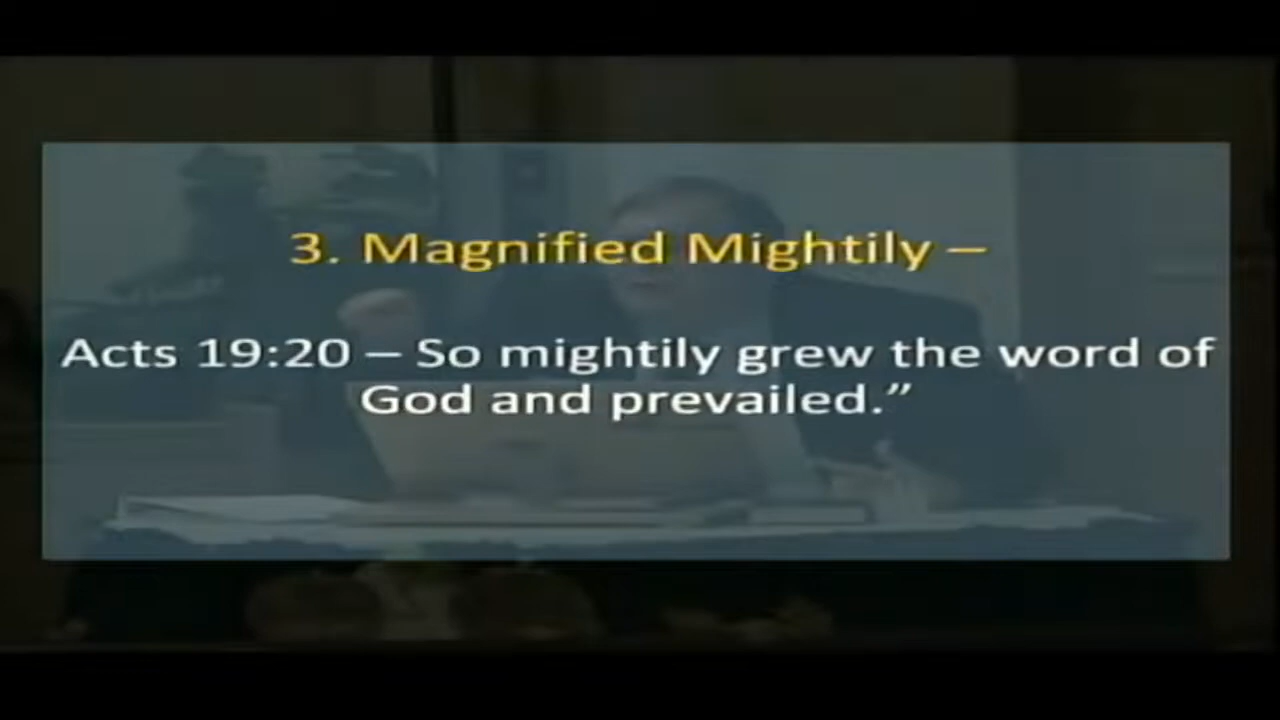 3. Magnified Mightily –
Acts 19:20 – So mightily grew the word of
God and prevailed.”